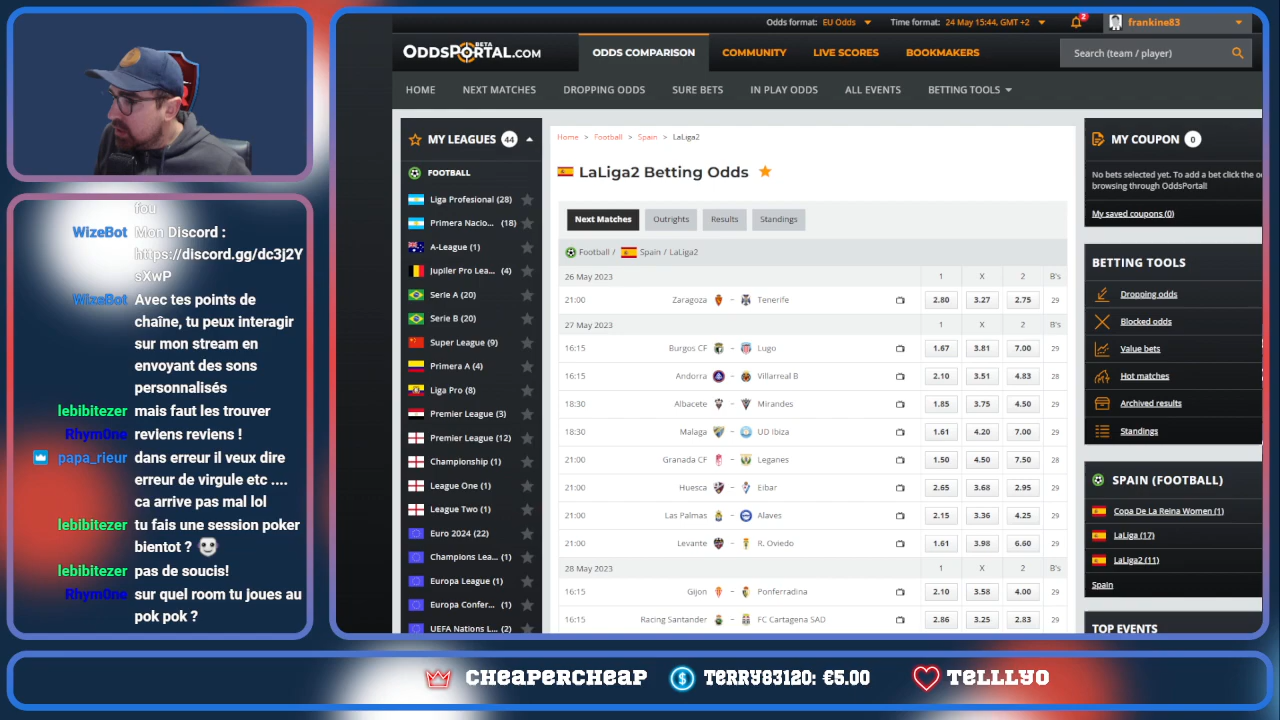 Odds format: EU Odds
Time format: 24 May 15:44, GMT +2
2
frankine83
ODDSPORTAL.COM
BETA
ODDS COMPARISON
COMMUNITY
LIVE SCORES
BOOKMAKERS
Search (team / player)
HOME
NEXT MATCHES
DROPPING ODDS
SURE BETS
IN PLAY ODDS
ALL EVENTS
BETTING TOOLS
fou
WizeBot Mon Discord :
https://discord.gg/dc3j2Y
sXwP
WizeBot Avec tes points de
chaîne, tu peux interagir
sur mon stream en
envoyant des sons
personnalisés
lebibitezer mais faut les trouver
Rhym0ne reviens reviens !
papa_rieur dans erreur il veux dire
erreur de virgule etc ....
ca arrive pas mal lol
lebibitezer tu fais une session poker
bientot ?
lebibitezer pas de soucis!
Rhym0ne sur quel room tu joues au
pok pok ?
MY LEAGUES 44
FOOTBALL
Liga Profesional (28)
Primera Nacio... (18)
A-League (1)
Jupiler Pro Lea... (4)
Serie A (20)
Serie B (20)
Super League (9)
Primera A (4)
Liga Pro (8)
Premier League (3)
Premier League (12)
Championship (1)
League One (1)
League Two (1)
Euro 2024 (22)
Champions Lea... (1)
Europa League (1)
Europa Confer... (1)
UEFA Nations L... (2)
Home > Football > Spain > LaLiga2
LaLiga2 Betting Odds
Next Matches
Outrights
Results
Standings
Football / Spain / LaLiga2
26 May 2023 1 X 2 B's
21:00 Zaragoza - Tenerife 2.80 3.27 2.75 29
27 May 2023 1 X 2 B's
16:15 Burgos CF - Lugo 1.67 3.81 7.00 29
16:15 Andorra - Villarreal B 2.10 3.51 4.83 28
18:30 Albacete - Mirandes 1.85 3.75 4.50 29
18:30 Malaga - UD Ibiza 1.61 4.20 7.00 29
21:00 Granada CF - Leganes 1.50 4.50 7.50 28
21:00 Huesca - Eibar 2.65 3.68 2.95 29
21:00 Las Palmas - Alaves 2.15 3.36 4.25 29
21:00 Levante - R. Oviedo 1.61 3.98 6.60 29
28 May 2023 1 X 2 B's
16:15 Gijon - Ponferradina 2.10 3.58 4.00 29
16:15 Racing Santander - FC Cartagena SAD 2.86 3.25 2.83 29
MY COUPON 0
No bets selected yet. To add a bet click the o
browsing through OddsPortal!
My saved coupons (0)
BETTING TOOLS
Dropping odds
Blocked odds
Value bets
Hot matches
Archived results
Standings
SPAIN (FOOTBALL)
Copa De La Reina Women (1)
LaLiga (17)
LaLiga2 (11)
Spain
TOP EVENTS
CHEAPERCHEAP
TERRY83120: €5.00
TELLLYO